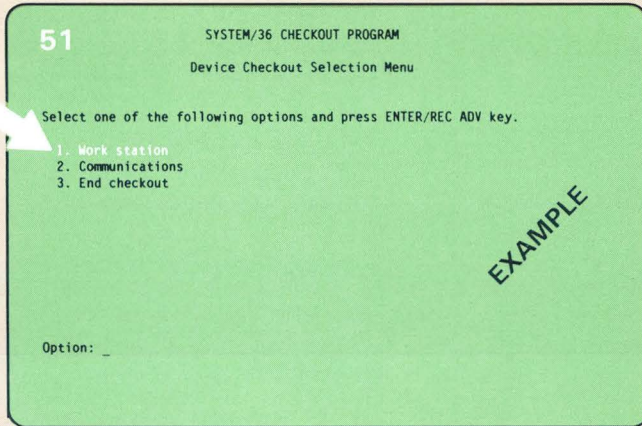 51
SYSTEM/36 CHECKOUT PROGRAM
Device Checkout Selection Menu
Select one of the following options and press ENTER/REC ADV key.
1. Work station
2. Communications
3. End checkout
EXAMPLE
Option: _